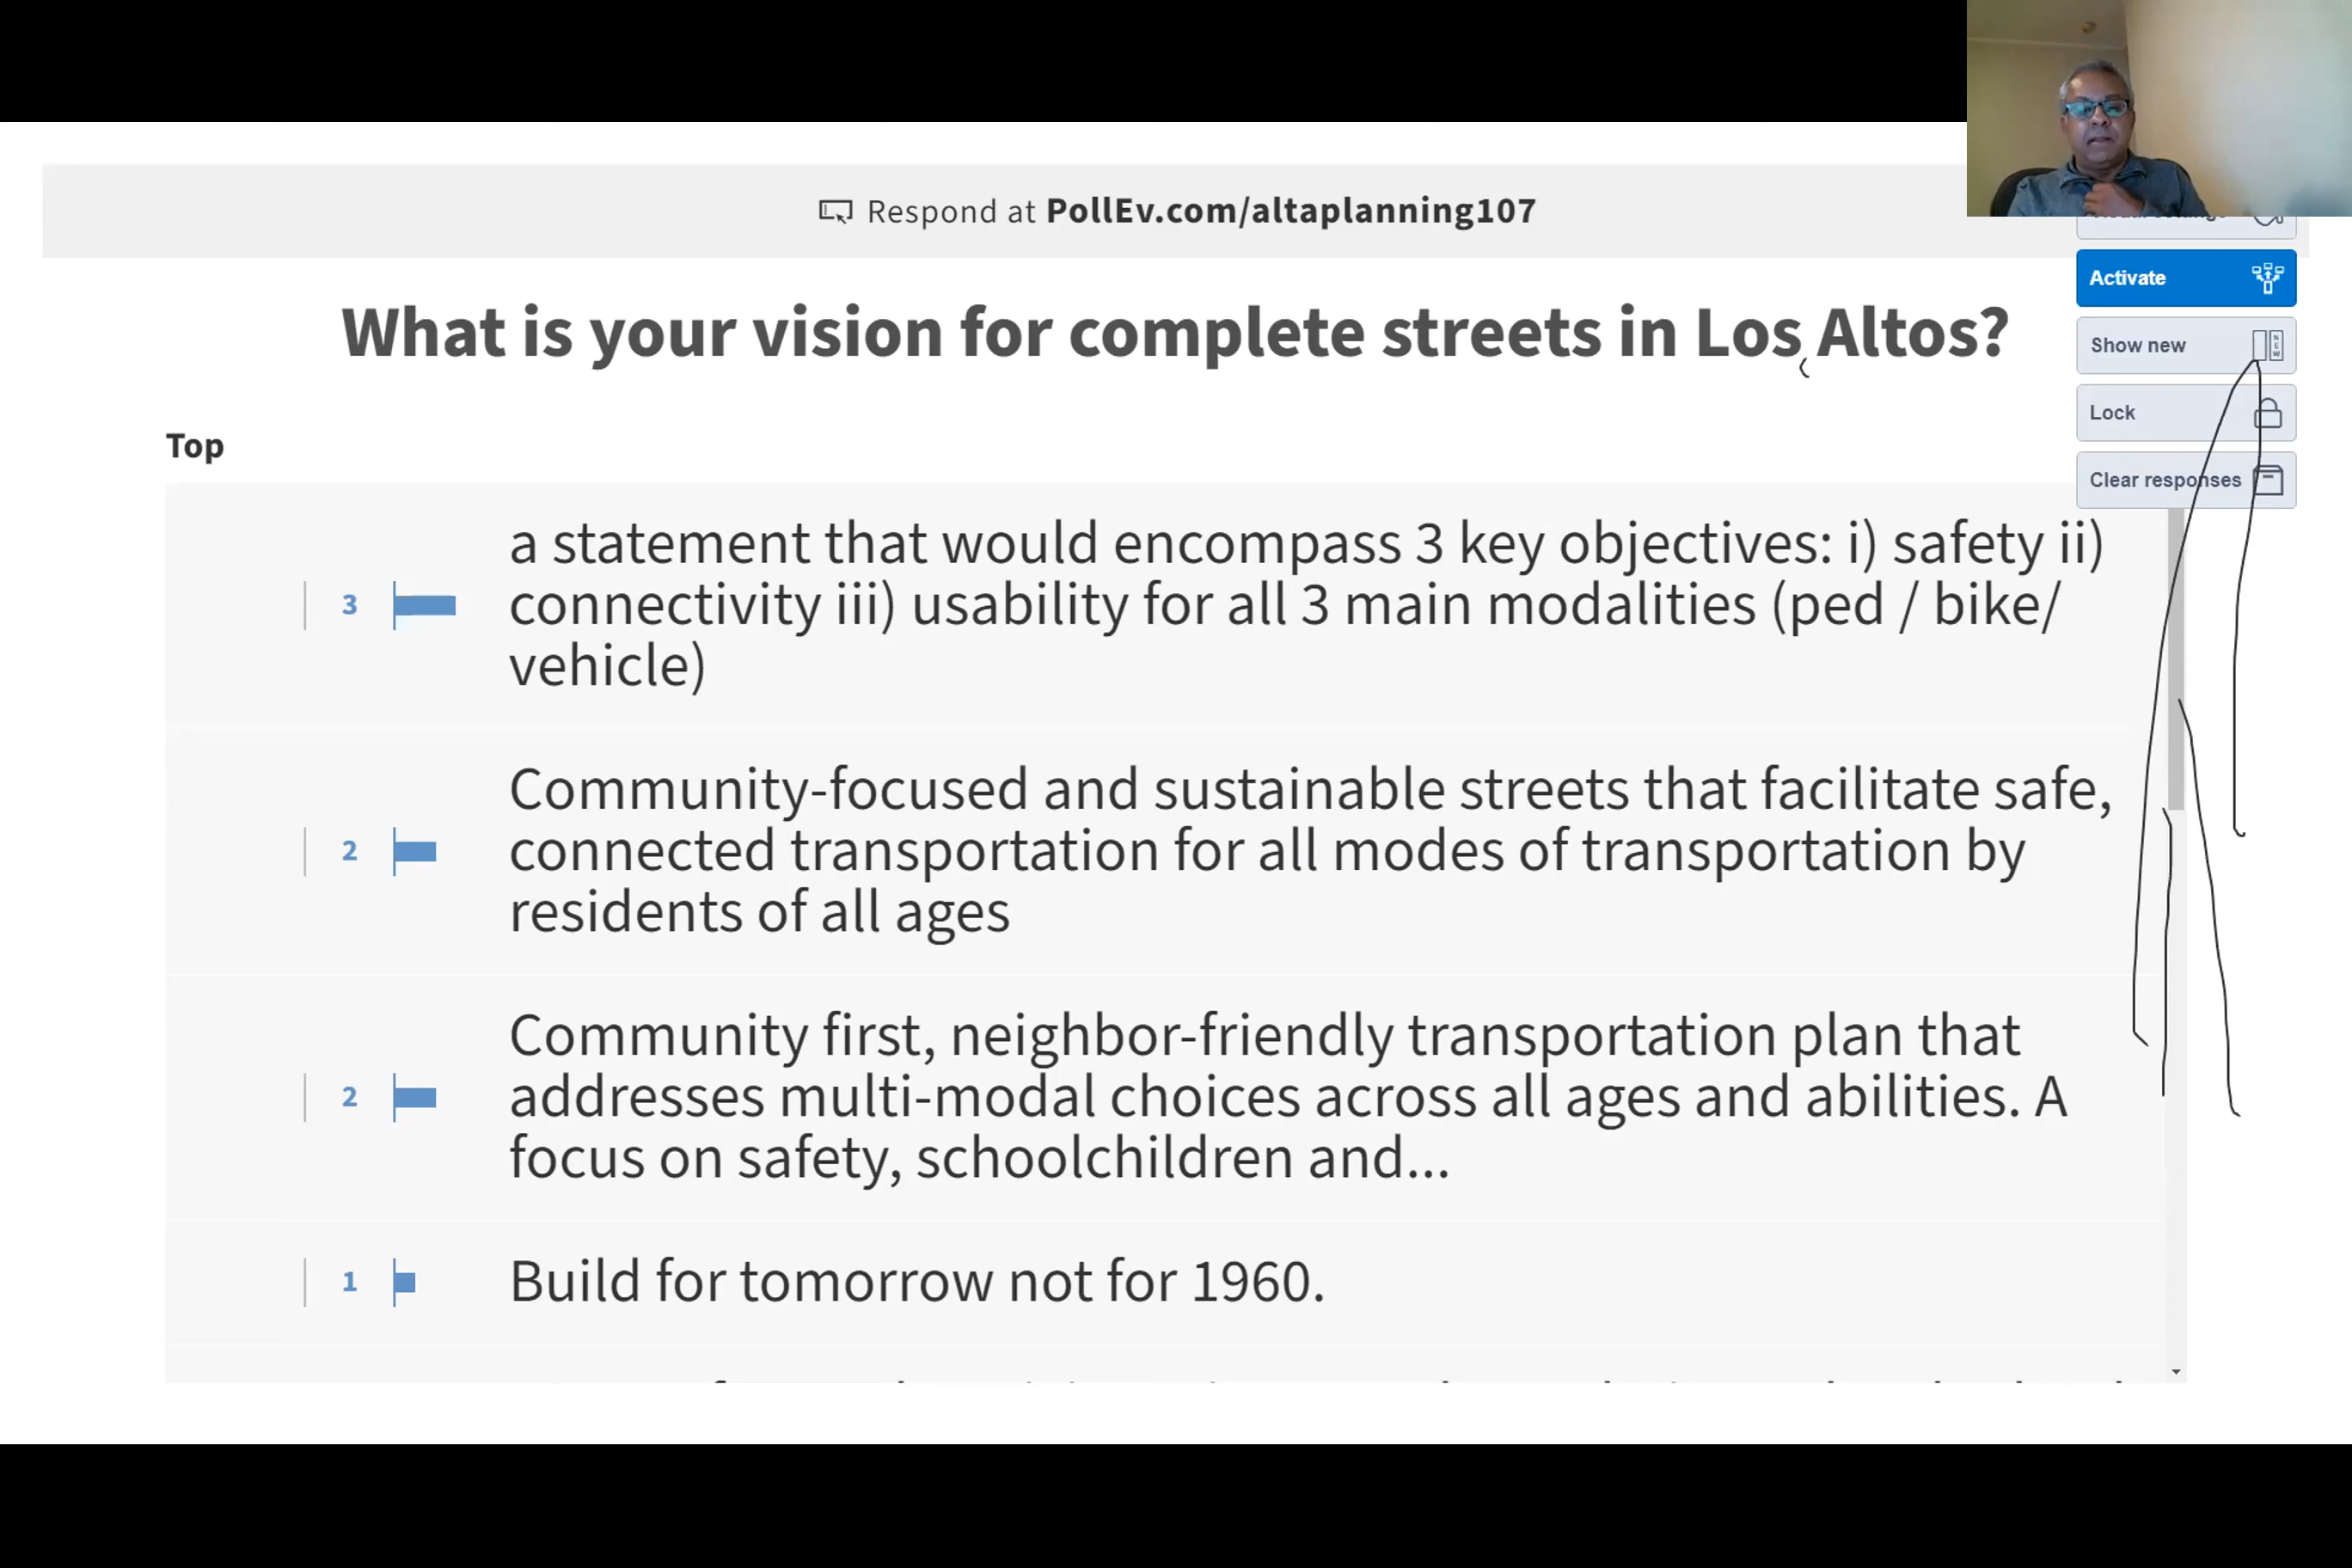 Respond at PollEv.com/altaplanning107
What is your vision for complete streets in Los Altos?
Activate
Show new
NEW
Lock
Clear responses
Top
3
a statement that would encompass 3 key objectives: i) safety ii)
connectivity iii) usability for all 3 main modalities (ped / bike/
vehicle)
2
Community-focused and sustainable streets that facilitate safe,
connected transportation for all modes of transportation by
residents of all ages
2
Community first, neighbor-friendly transportation plan that
addresses multi-modal choices across all ages and abilities. A
focus on safety, schoolchildren and...
1
Build for tomorrow not for 1960.